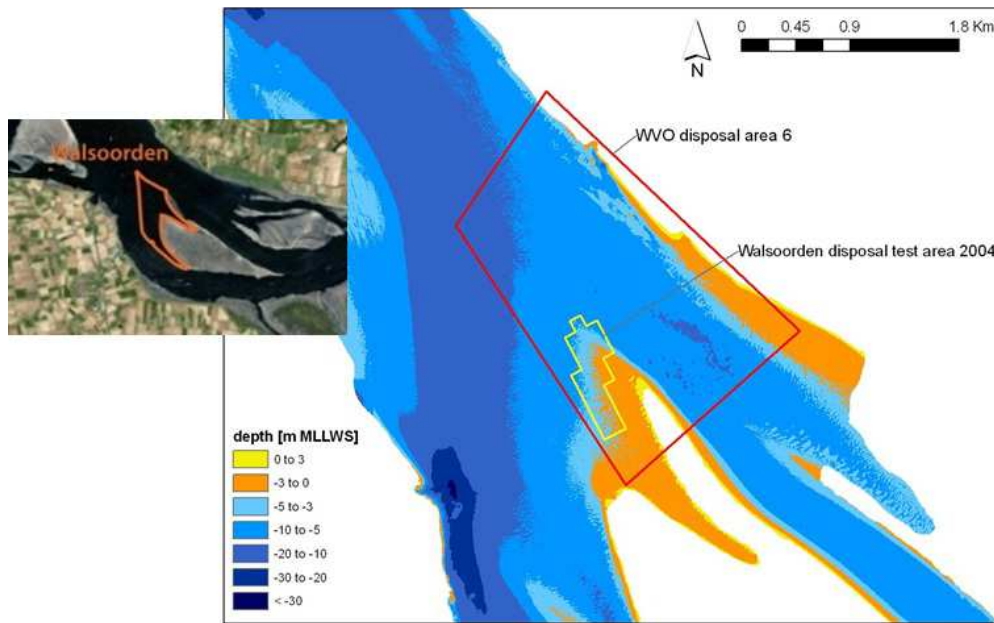 0 0.45 0.9 1.8 Km
N
WVO disposal area 6
Walsoorden
Walsoorden disposal test area 2004
depth [m MLLWS]
0 to 3
-3 to 0
-5 to -3
-10 to -5
-20 to -10
-30 to -20
< -30